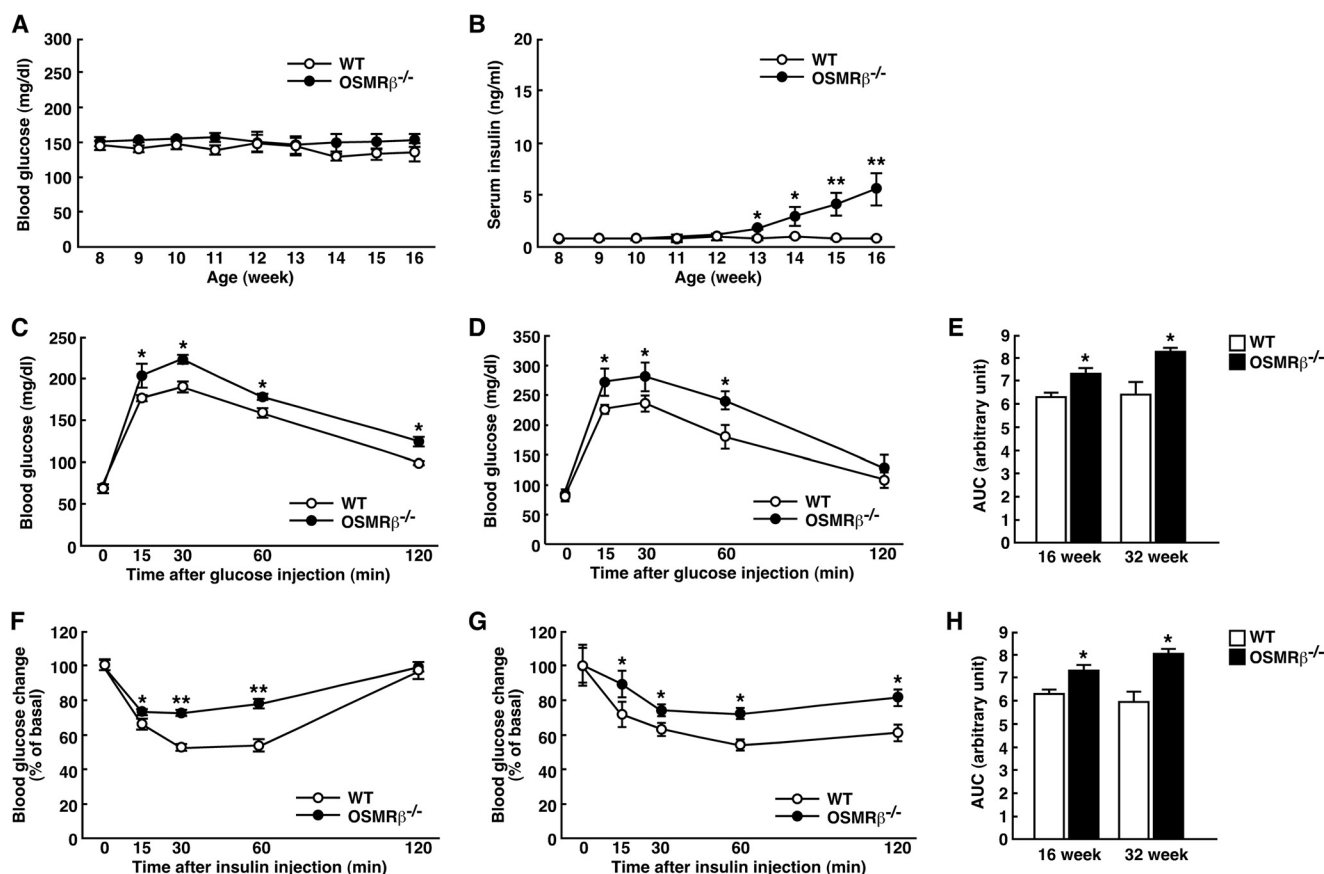 A
Blood glucose (mg/dl)
300
250
200
150
100
50
0
WT
OSMRβ-/-
8 9 10 11 12 13 14 15 16
Age (week)
B
Serum insulin (ng/ml)
20
15
10
5
0
WT
OSMRβ-/-
* * ** **
8 9 10 11 12 13 14 15 16
Age (week)
C
Blood glucose (mg/dl)
250
200
150
100
50
0
* * * *
WT
OSMRβ-/-
0 15 30 60 120
Time after glucose injection (min)
D
Blood glucose (mg/dl)
350
300
250
200
150
100
50
0
* * *
WT
OSMRβ-/-
0 15 30 60 120
Time after glucose injection (min)
E
AUC (arbitrary unit)
9
8
7
6
5
4
3
2
1
0
* *
WT
OSMRβ-/-
16 week 32 week
F
Blood glucose change
(% of basal)
120
100
80
60
40
20
0
* ** **
WT
OSMRβ-/-
0 15 30 60 120
Time after insulin injection (min)
G
Blood glucose change
(% of basal)
120
100
80
60
40
20
0
* * * *
WT
OSMRβ-/-
0 15 30 60 120
Time after insulin injection (min)
H
AUC (arbitrary unit)
9
8
7
6
5
4
3
2
1
0
* *
WT
OSMRβ-/-
16 week 32 week